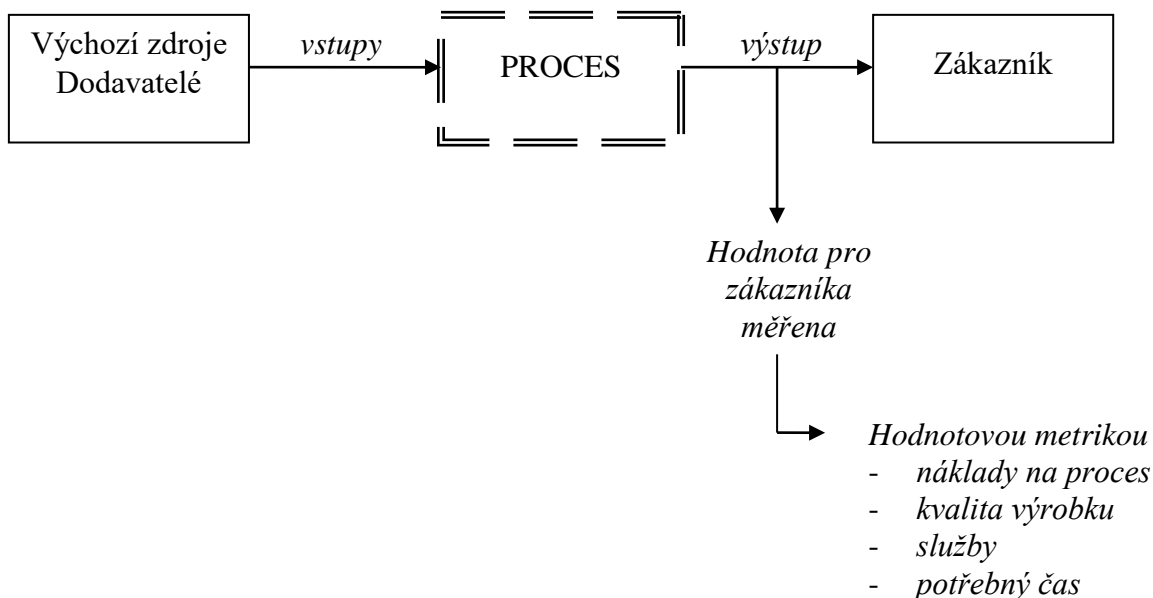 Výchozí zdroje
Dodavatelé
vstupy
PROCES
výstup
Zákazník
Hodnota pro
zákazníka
měřena
Hodnotovou metrikou
- náklady na proces
- kvalita výrobku
- služby
- potřebný čas